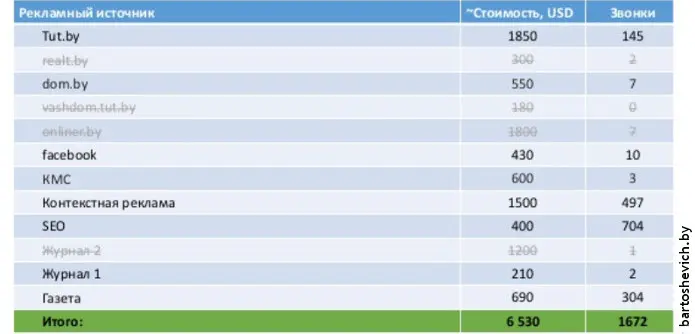 Рекламный источник ~Стоимость, USD Звонки
Tut.by 1850 145
realt.by 300 2
dom.by 550 7
vashdom.tut.by 180 0
onliner.by 1800 7
facebook 430 10
КМС 600 3
Контекстная реклама 1500 497
SEO 400 704
Журнал 2 1200 1
Журнал 1 210 2
Газета 690 304
Итого: 6 530 1672
bartoshevich.by